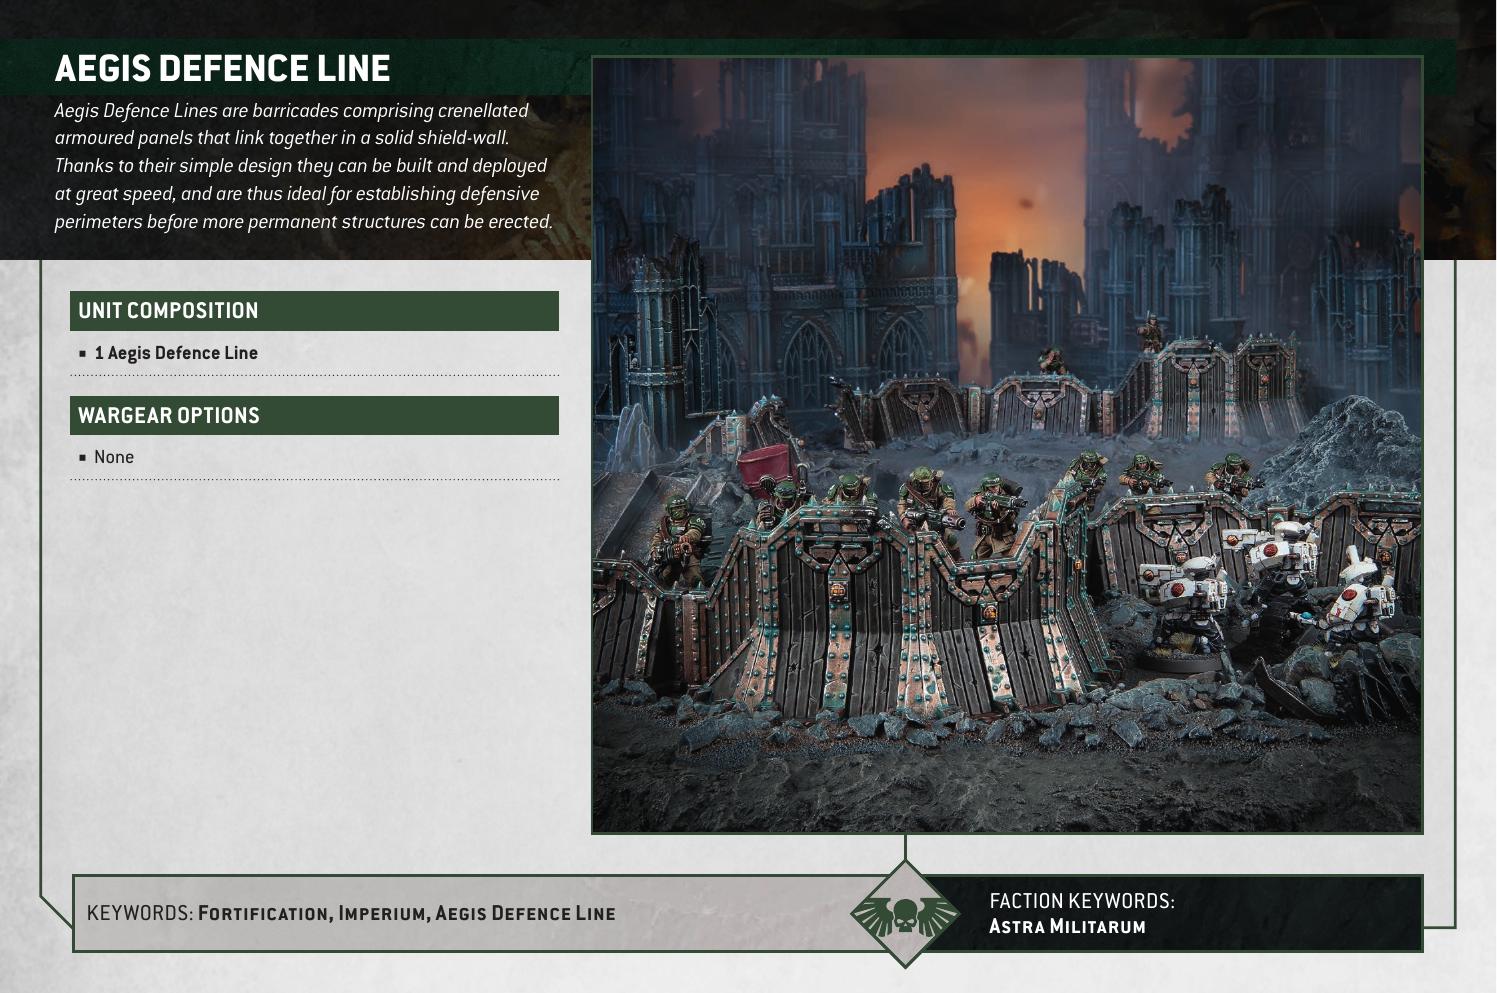 AEGIS DEFENCE LINE
Aegis Defence Lines are barricades comprising crenellated
armoured panels that link together in a solid shield-wall.
Thanks to their simple design they can be built and deployed
at great speed, and are thus ideal for establishing defensive
perimeters before more permanent structures can be erected.
UNIT COMPOSITION
▪ 1 Aegis Defence Line
WARGEAR OPTIONS
▪ None
KEYWORDS: FORTIFICATION, IMPERIUM, AEGIS DEFENCE LINE
FACTION KEYWORDS:
ASTRA MILITARUM